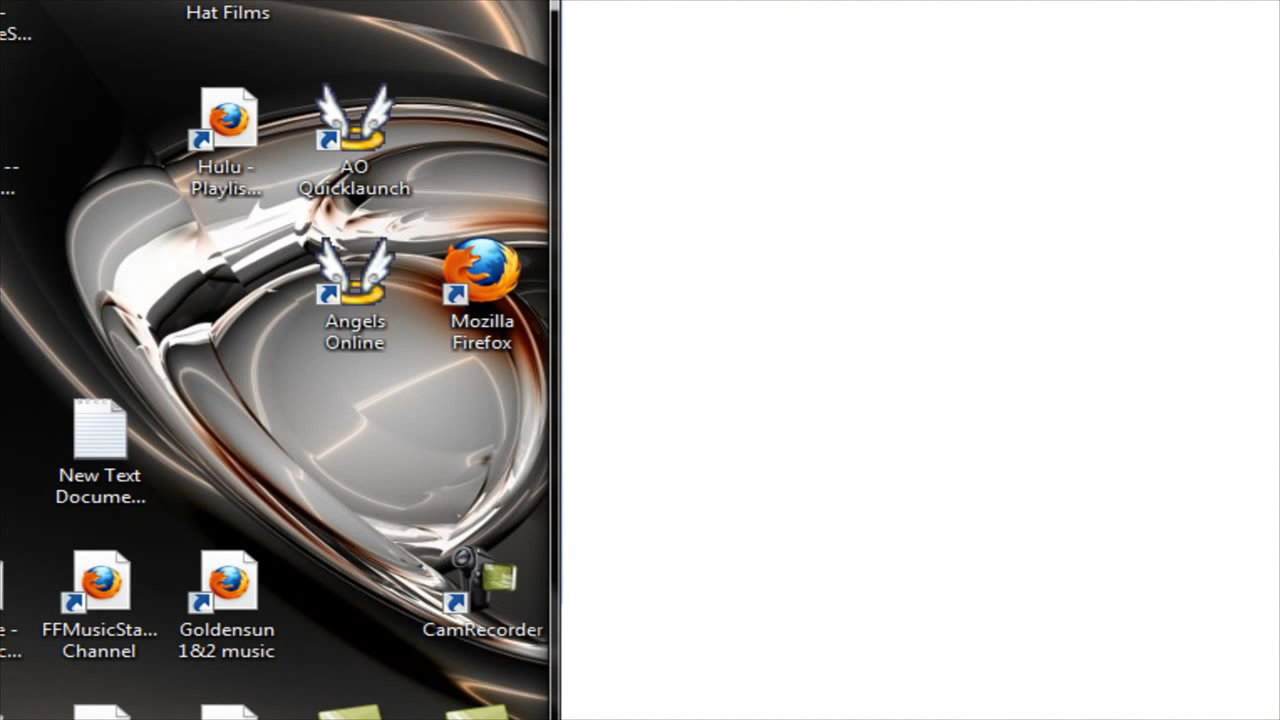 Hat Films
eS...
Hulu -
Playlis...
AO
Quicklaunch
--
...
Angels
Online
Mozilla
Firefox
New Text
Docume...
FFMusicSta...
Channel
Goldensun
1&2 music
CamRecorder
e -
c...